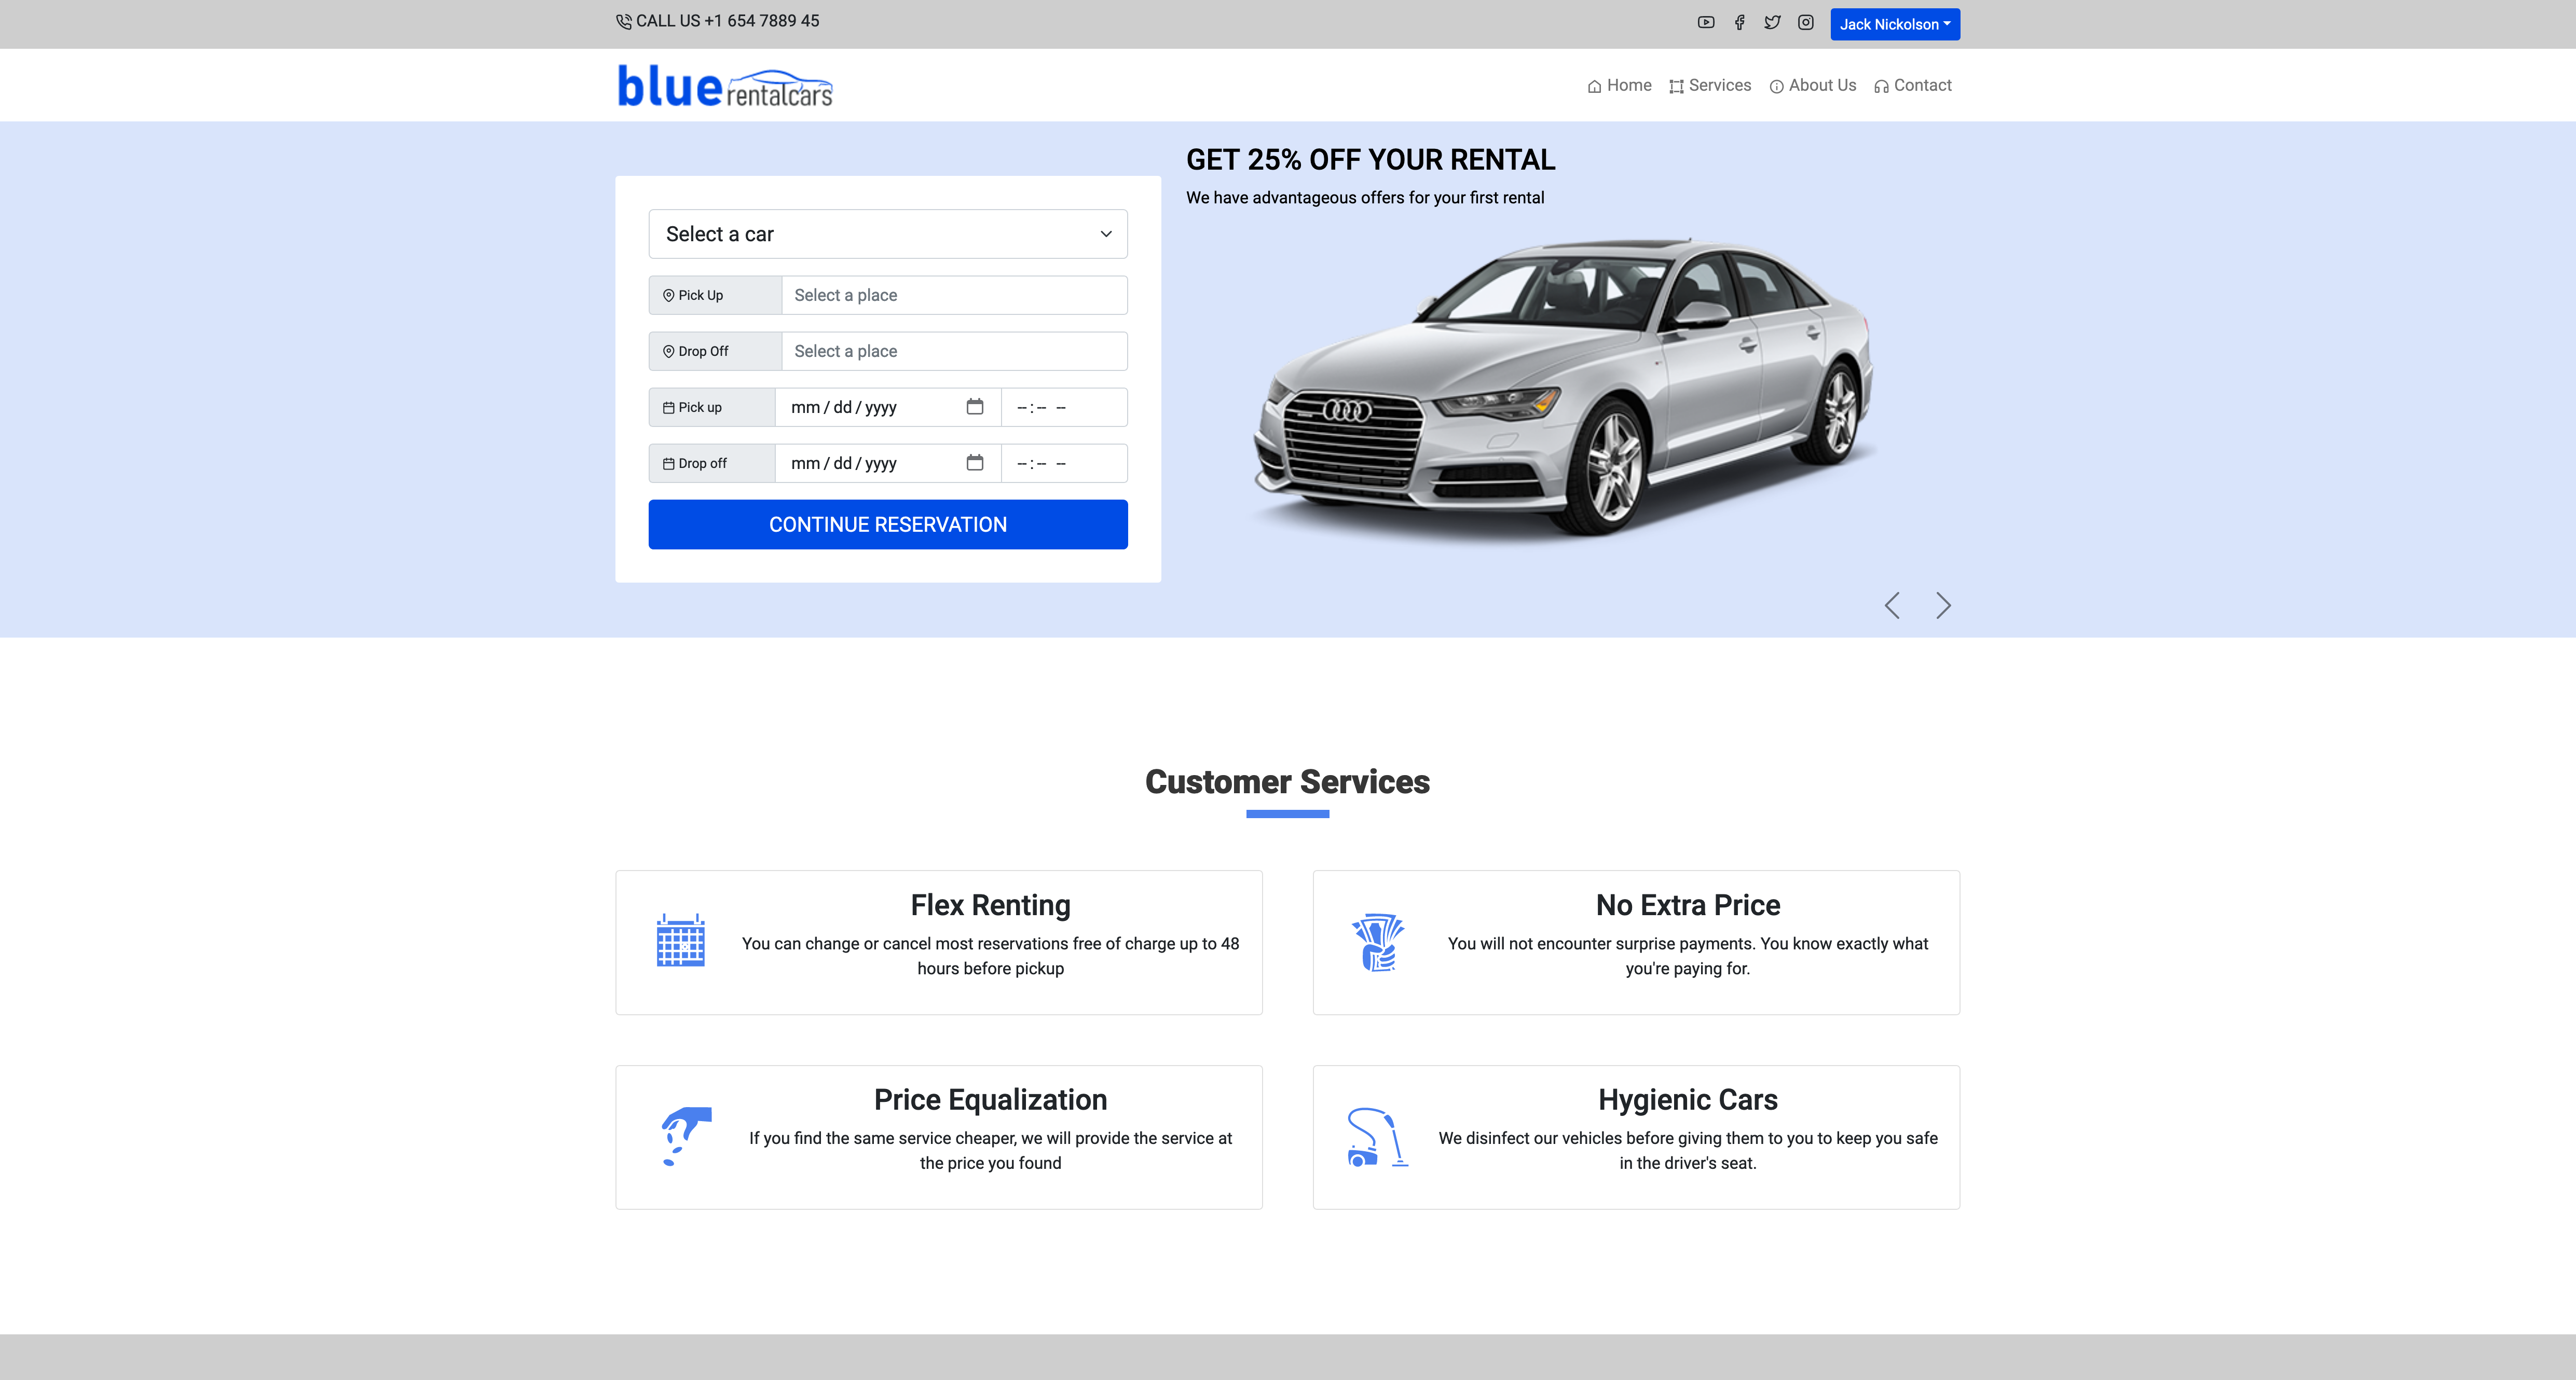 CALL US +1 654 7889 45
Jack Nickolson
blue rentalcars
Home Services About Us Contact
GET 25% OFF YOUR RENTAL
We have advantageous offers for your first rental
Select a car
Pick Up Select a place
Drop Off Select a place
Pick up mm / dd / yyyy --:-- --
Drop off mm / dd / yyyy --:-- --
CONTINUE RESERVATION
Customer Services
Flex Renting
You can change or cancel most reservations free of charge up to 48
hours before pickup
No Extra Price
You will not encounter surprise payments. You know exactly what
you're paying for.
Price Equalization
If you find the same service cheaper, we will provide the service at
the price you found
Hygienic Cars
We disinfect our vehicles before giving them to you to keep you safe
in the driver's seat.